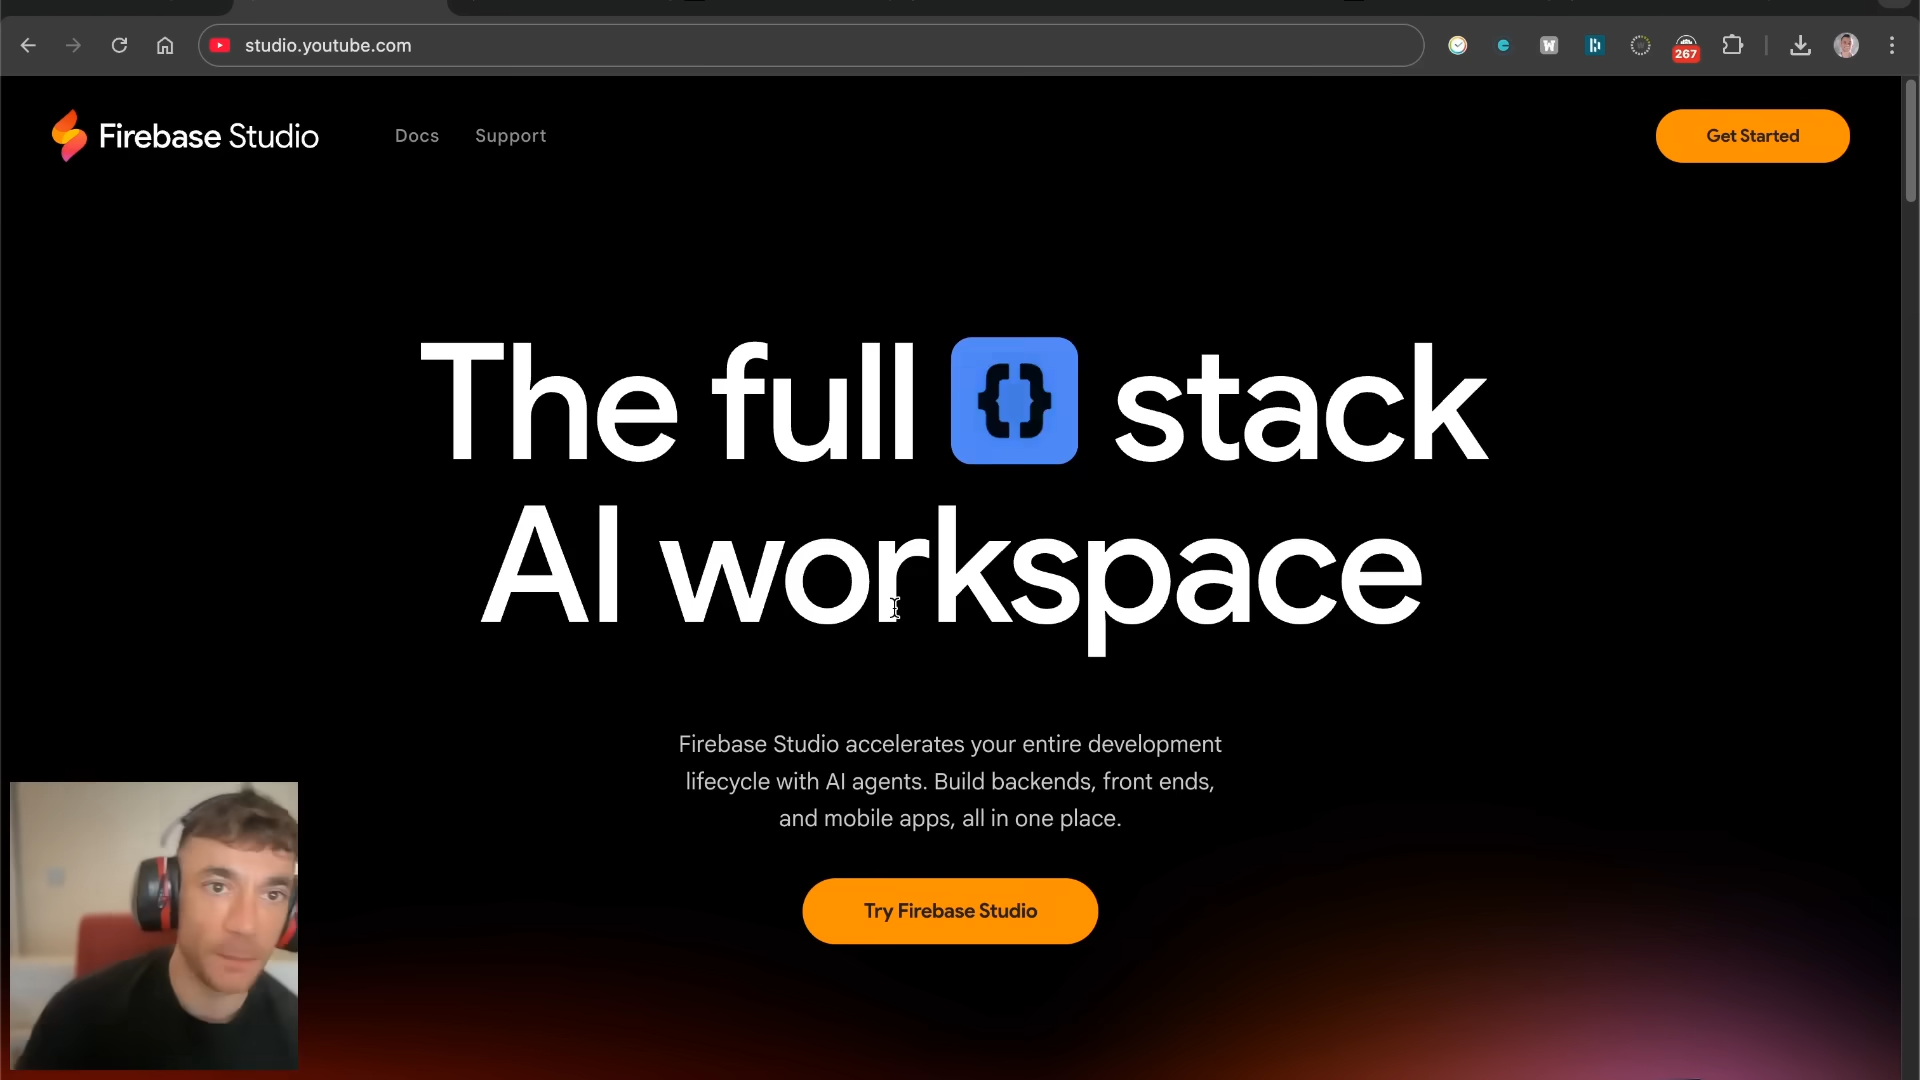 studio.youtube.com
267
Firebase Studio
Docs
Support
Get Started
The full {} stack
AI workspace
Firebase Studio accelerates your entire development
lifecycle with AI agents. Build backends, front ends,
and mobile apps, all in one place.
Try Firebase Studio